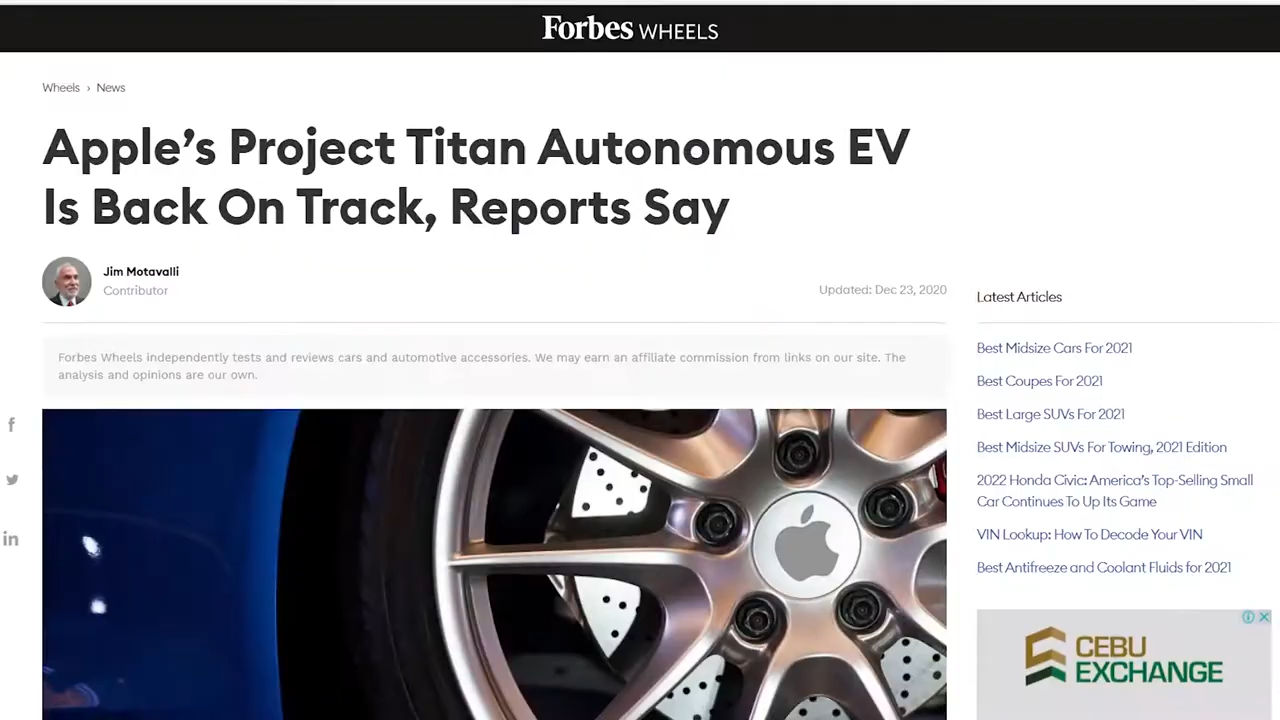 Forbes WHEELS
Wheels › News
Apple's Project Titan Autonomous EV
Is Back On Track, Reports Say
Jim Motavalli
Contributor
Updated: Dec 23, 2020
Forbes Wheels independently tests and reviews cars and automotive accessories. We may earn an affiliate commission from links on our site. The
analysis and opinions are our own.
Latest Articles
Best Midsize Cars For 2021
Best Coupes For 2021
Best Large SUVs For 2021
Best Midsize SUVs For Towing, 2021 Edition
2022 Honda Civic: America's Top-Selling Small
Car Continues To Up Its Game
VIN Lookup: How To Decode Your VIN
Best Antifreeze and Coolant Fluids for 2021
CEBU
EXCHANGE